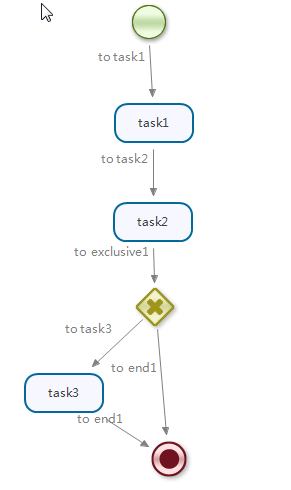 to task1
task1
to task2
task2
to exclusive1
to task3
to end1
task3
to end1